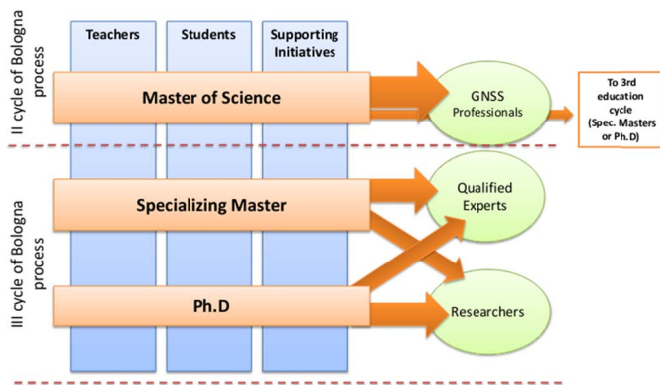 II cycle of Bologna
process
Teachers
Students
Supporting
Initiatives
Master of Science
GNSS
Professionals
To 3rd
education
cycle
(Spec. Masters
or Ph.D)
III cycle of Bologna
process
Specializing Master
Qualified
Experts
Ph.D
Researchers